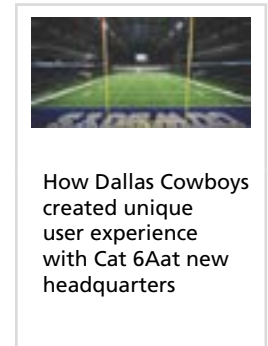 How Dallas Cowboys
created unique
user experience
with Cat 6Aat new
headquarters